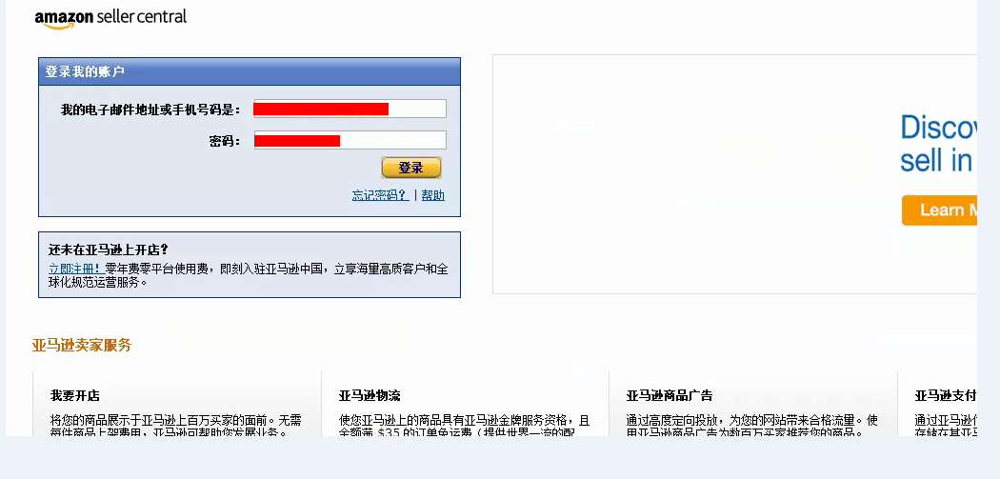 amazon seller central
登录我的账户
我的电子邮件地址或手机号码是：
密码：
登录
忘记密码？ | 帮助
还未在亚马逊上开店？
立即注册！零年费零平台使用费，即刻入驻亚马逊中国，立享海量高质客户和全
球化规范运营服务。
Discov
sell in
Learn M
亚马逊卖家服务
我要开店
将您的商品展示于亚马逊上百万买家的面前。无需
每件商品上架费用，亚马逊可帮助您发展业务。
亚马逊物流
使您亚马逊上的商品具有亚马逊金牌服务资格，且
金额满 $35 的订单免运费（提供世界一流的配
亚马逊商品广告
通过高度定向投放，为您的网站带来合格流量。使
用亚马逊商品广告为数百万买家推荐您的商品。
亚马逊支付
通过亚马逊
存储在其亚马